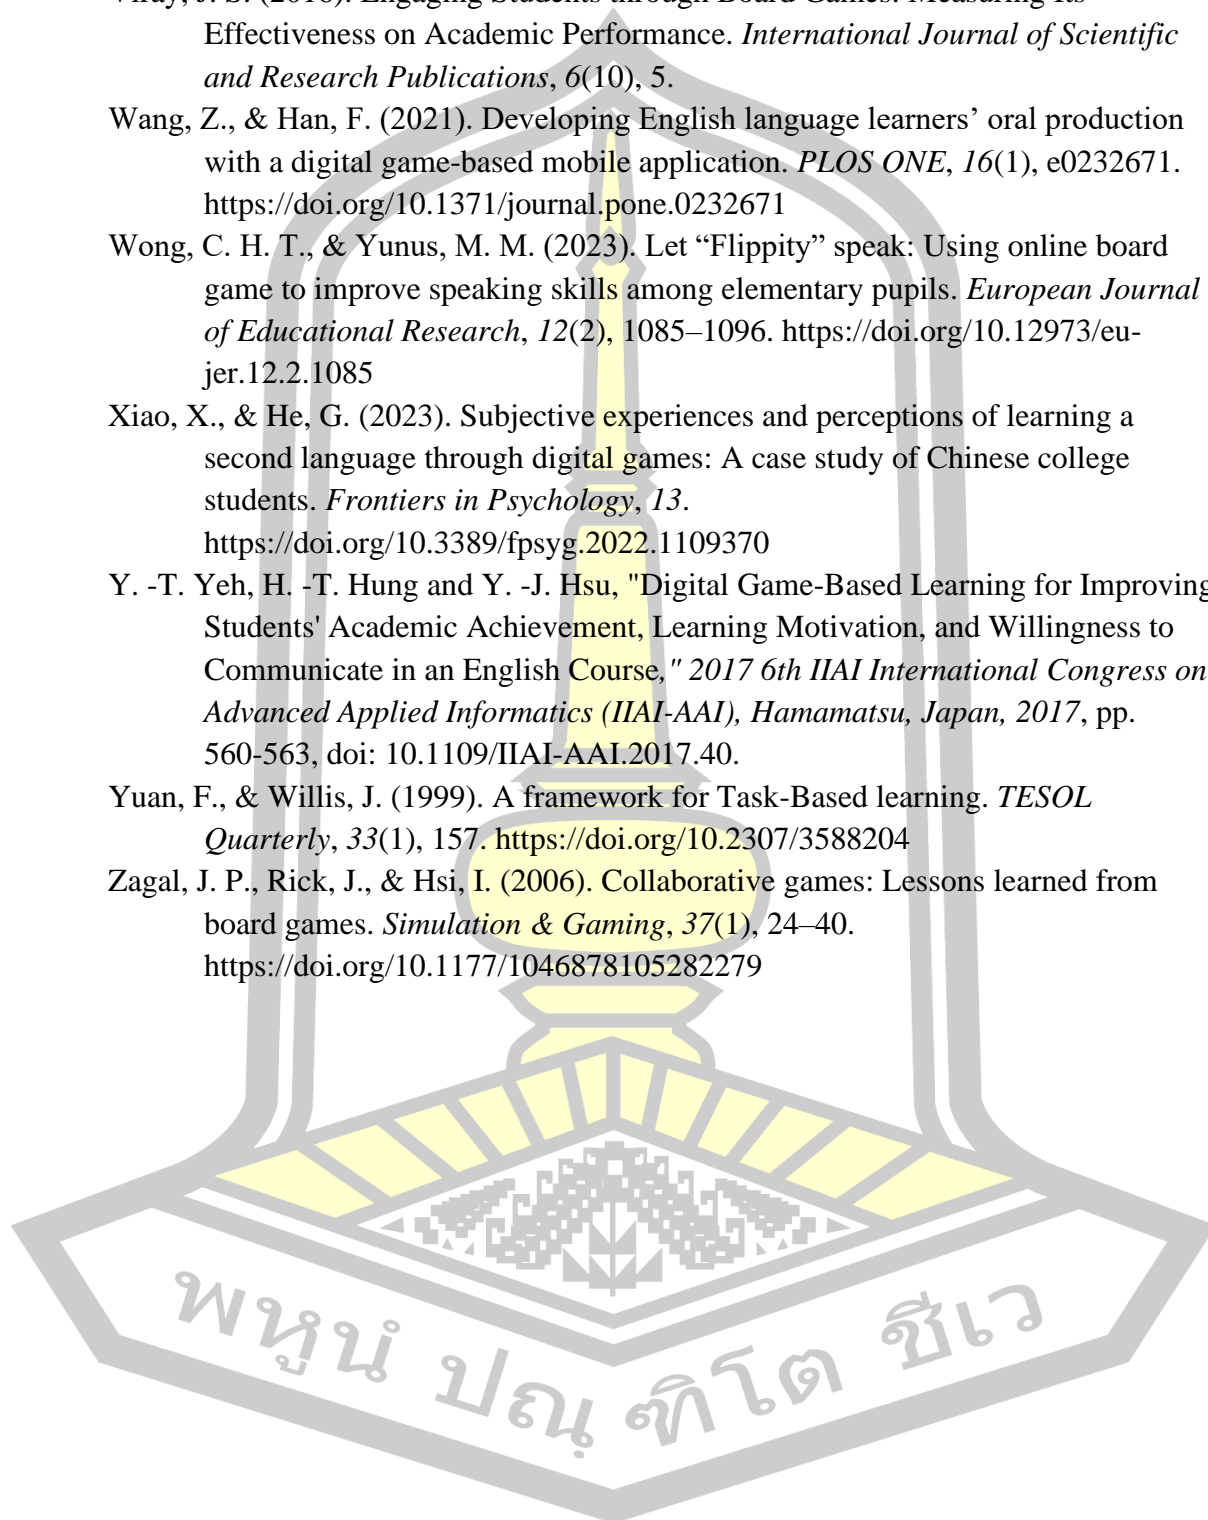 Viray, J. S. (2016). Engaging Students through Board Games: Measuring Its
Effectiveness on Academic Performance. International Journal of Scientific
and Research Publications, 6(10), 5.
Wang, Z., & Han, F. (2021). Developing English language learners’ oral production
with a digital game-based mobile application. PLOS ONE, 16(1), e0232671.
https://doi.org/10.1371/journal.pone.0232671
Wong, C. H. T., & Yunus, M. M. (2023). Let “Flippity” speak: Using online board
game to improve speaking skills among elementary pupils. European Journal
of Educational Research, 12(2), 1085–1096. https://doi.org/10.12973/eu-
jer.12.2.1085
Xiao, X., & He, G. (2023). Subjective experiences and perceptions of learning a
second language through digital games: A case study of Chinese college
students. Frontiers in Psychology, 13.
https://doi.org/10.3389/fpsyg.2022.1109370
Y. -T. Yeh, H. -T. Hung and Y. -J. Hsu, "Digital Game-Based Learning for Improving
Students' Academic Achievement, Learning Motivation, and Willingness to
Communicate in an English Course," 2017 6th IIAI International Congress on
Advanced Applied Informatics (IIAI-AAI), Hamamatsu, Japan, 2017, pp.
560-563, doi: 10.1109/IIAI-AAI.2017.40.
Yuan, F., & Willis, J. (1999). A framework for Task-Based learning. TESOL
Quarterly, 33(1), 157. https://doi.org/10.2307/3588204
Zagal, J. P., Rick, J., & Hsi, I. (2006). Collaborative games: Lessons learned from
board games. Simulation & Gaming, 37(1), 24–40.
https://doi.org/10.1177/1046878105282279
พหูนํ ปณฺฑิโต ชีเว